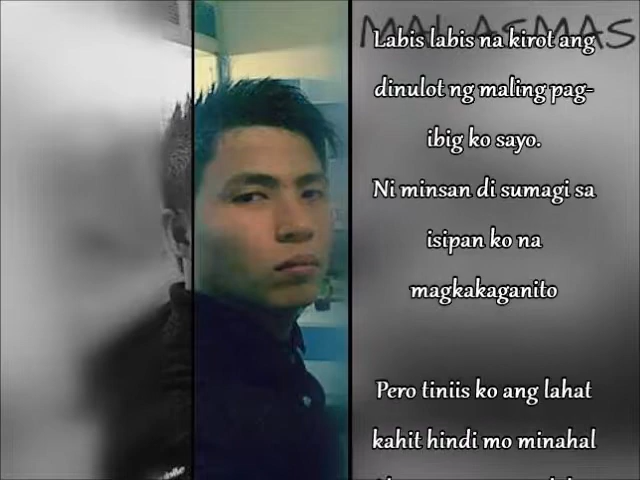 MALASMAS
Labis labis na kirot ang
dinulot ng maling pag-
ibig ko sayo.
Ni minsan di sumagi sa
isipan ko na
magkakaganito
Pero tiniis ko ang lahat
kahit hindi mo minahal